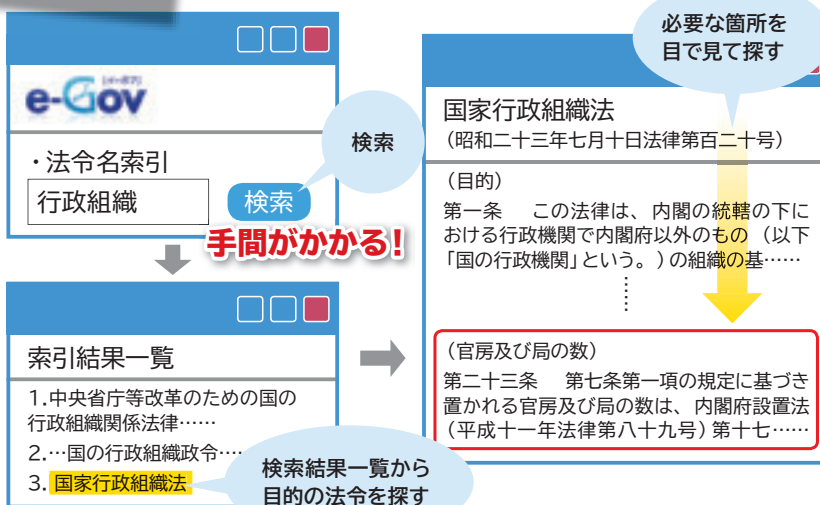 e-Gov
・法令名索引
行政組織
検索
検索
手間がかかる！
索引結果一覧
1.中央省庁等改革のための国の
行政組織関係法律……
2.…国の行政組織政令…
3. 国家行政組織法
検索結果一覧から
目的の法令を探す
必要な箇所を
目で見て探す
国家行政組織法
（昭和二十三年七月十日法律第百二十号）
（目的）
第一条　この法律は、内閣の統轄の下に
おける行政機関で内閣府以外のもの（以下
「国の行政機関」という。）の組織の基……
……
（官房及び局の数）
第二十三条　第七条第一項の規定に基づき
置かれる官房及び局の数は、内閣府設置法
（平成十一年法律第八十九号）第十七……